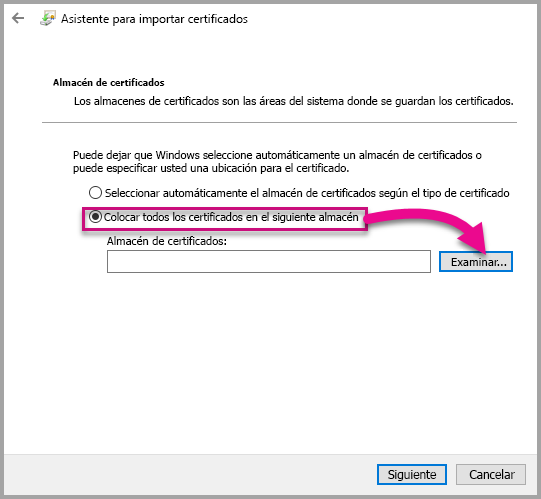 Asistente para importar certificados
Almacén de certificados
Los almacenes de certificados son las áreas del sistema donde se guardan los certificados.
Puede dejar que Windows seleccione automáticamente un almacén de certificados o
puede especificar usted una ubicación para el certificado.
Seleccionar automáticamente el almacén de certificados según el tipo de certificado
Colocar todos los certificados en el siguiente almacén
Almacén de certificados:
Examinar...
Siguiente
Cancelar